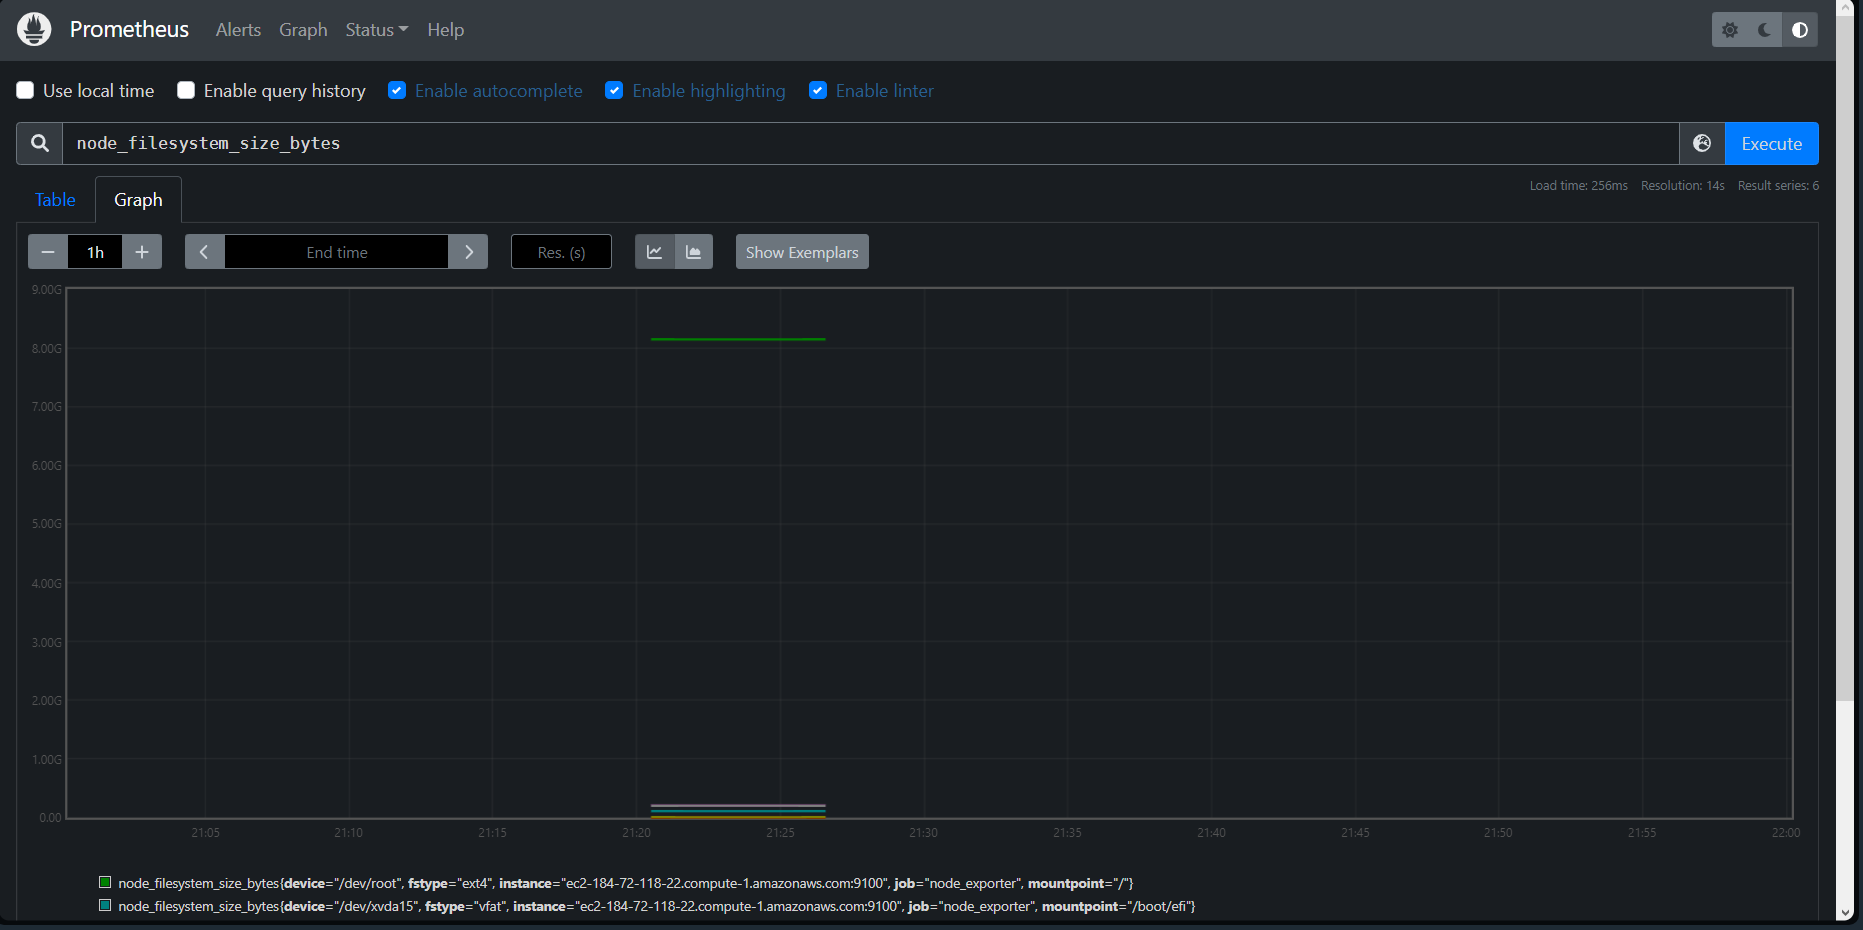 Prometheus Alerts Graph Status Help
Use local time Enable query history Enable autocomplete Enable highlighting Enable linter
node_filesystem_size_bytes Execute
Load time: 256ms Resolution: 14s Result series: 6
Table Graph
− 1h + End time Res. (s) Show Exemplars
9.00G
8.00G
7.00G
6.00G
5.00G
4.00G
3.00G
2.00G
1.00G
0.00
21:05 21:10 21:15 21:20 21:25 21:30 21:35 21:40 21:45 21:50 21:55 22:00
node_filesystem_size_bytes{device="/dev/root", fstype="ext4", instance="ec2-184-72-118-22.compute-1.amazonaws.com:9100", job="node_exporter", mountpoint="/"}
node_filesystem_size_bytes{device="/dev/xvda15", fstype="vfat", instance="ec2-184-72-118-22.compute-1.amazonaws.com:9100", job="node_exporter", mountpoint="/boot/efi"}